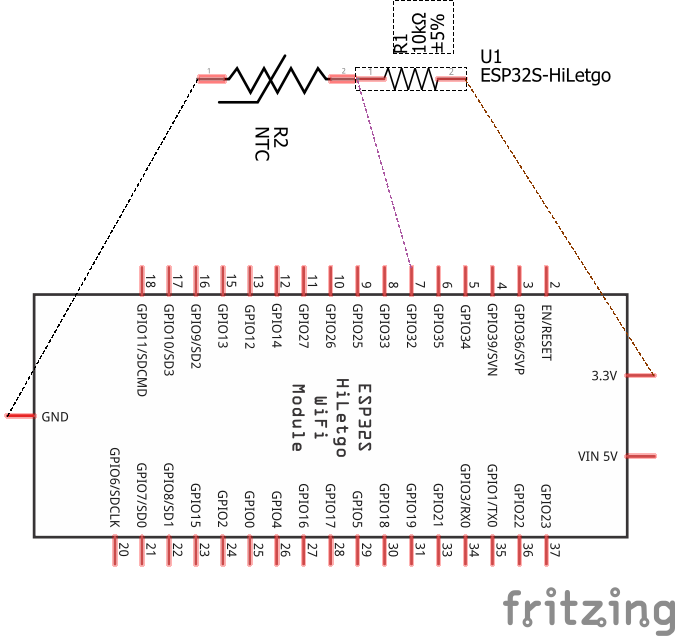 R1
10kΩ
±5%
U1
ESP32S-HiLetgo
1
2
1
2
R2
NTC
18
17
16
15
13
12
11
10
9
8
7
6
5
4
3
2
GPIO11/SDCMD
GPIO10/SD3
GPIO9/SD2
GPIO13
GPIO12
GPIO14
GPIO27
GPIO26
GPIO25
GPIO33
GPIO32
GPIO35
GPIO34
GPIO39/SVN
GPIO36/SVP
EN/RESET
3.3V
GND
ESP32S
HiLetgo
WiFi
Module
VIN 5V
GPIO6/SDCLK
GPIO7/SD0
GPIO8/SD1
GPIO15
GPIO2
GPIO0
GPIO4
GPIO16
GPIO17
GPIO5
GPIO18
GPIO19
GPIO21
GPIO3/RX0
GPIO1/TX0
GPIO22
GPIO23
20
21
22
23
24
25
26
27
28
29
30
31
33
34
35
36
37
fritzing